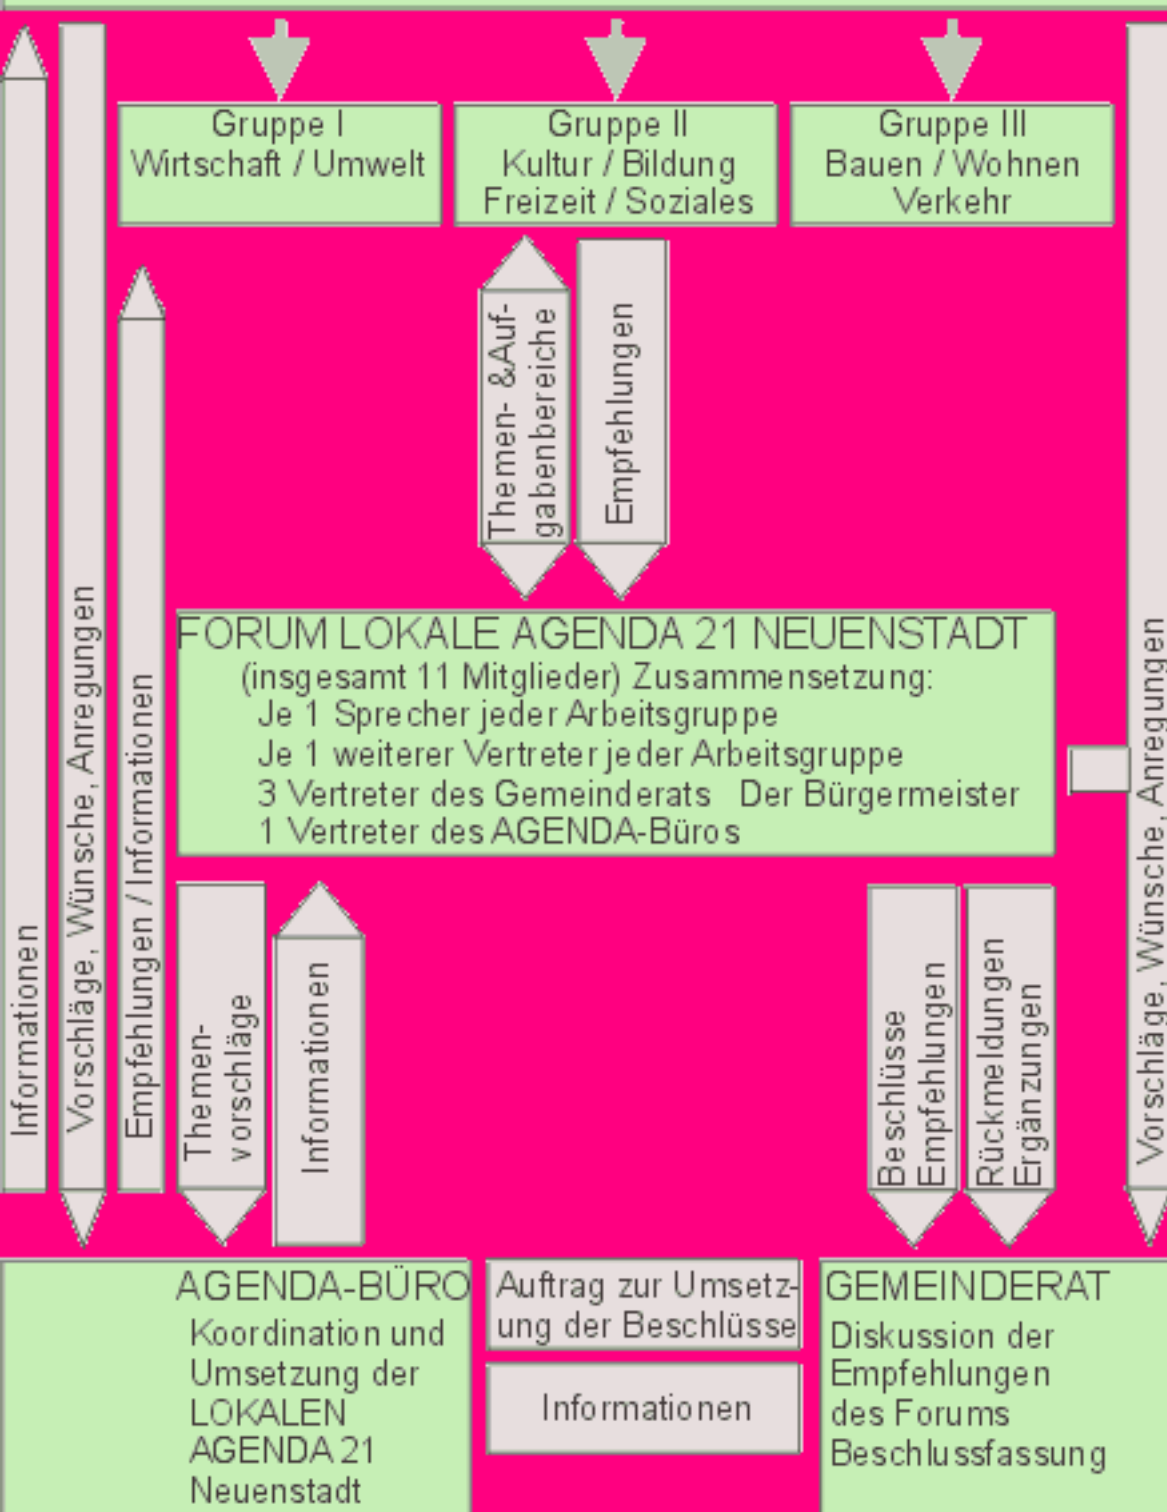 Gruppe I
Wirtschaft / Umwelt
Gruppe II
Kultur / Bildung
Freizeit / Soziales
Gruppe III
Bauen / Wohnen
Verkehr
Informationen
Vorschläge, Wünsche, Anregungen
Empfehlungen / Informationen
Themen- &Auf-
gabenbereiche
Empfehlungen
FORUM LOKALE AGENDA 21 NEUENSTADT
(insgesamt 11 Mitglieder) Zusammensetzung:
Je 1 Sprecher jeder Arbeitsgruppe
Je 1 weiterer Vertreter jeder Arbeitsgruppe
3 Vertreter des Gemeinderats Der Bürgermeister
1 Vertreter des AGENDA-Büros
Themen-
vorschläge
Informationen
Beschlüsse
Empfehlungen
Rückmeldungen
Ergänzungen
Vorschläge, Wünsche, Anregungen
AGENDA-BÜRO
Koordination und
Umsetzung der
LOKALEN
AGENDA 21
Neuenstadt
Auftrag zur Umsetz-
ung der Beschlüsse
Informationen
GEMEINDERAT
Diskussion der
Empfehlungen
des Forums
Beschlussfassung